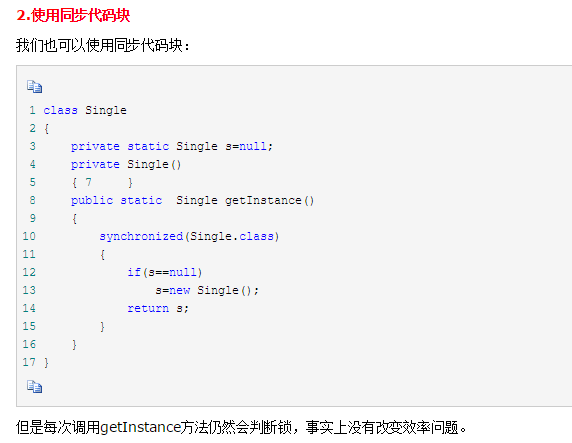 2.使用同步代码块
我们也可以使用同步代码块：
1 class Single
2 {
3     private static Single s=null;
4     private Single()
5     { 7     }
8     public static  Single getInstance()
9     {
10         synchronized(Single.class)
11         {
12             if(s==null)
13                 s=new Single();
14             return s;
15         }
16     }
17 }
但是每次调用getInstance方法仍然会判断锁，事实上没有改变效率问题。